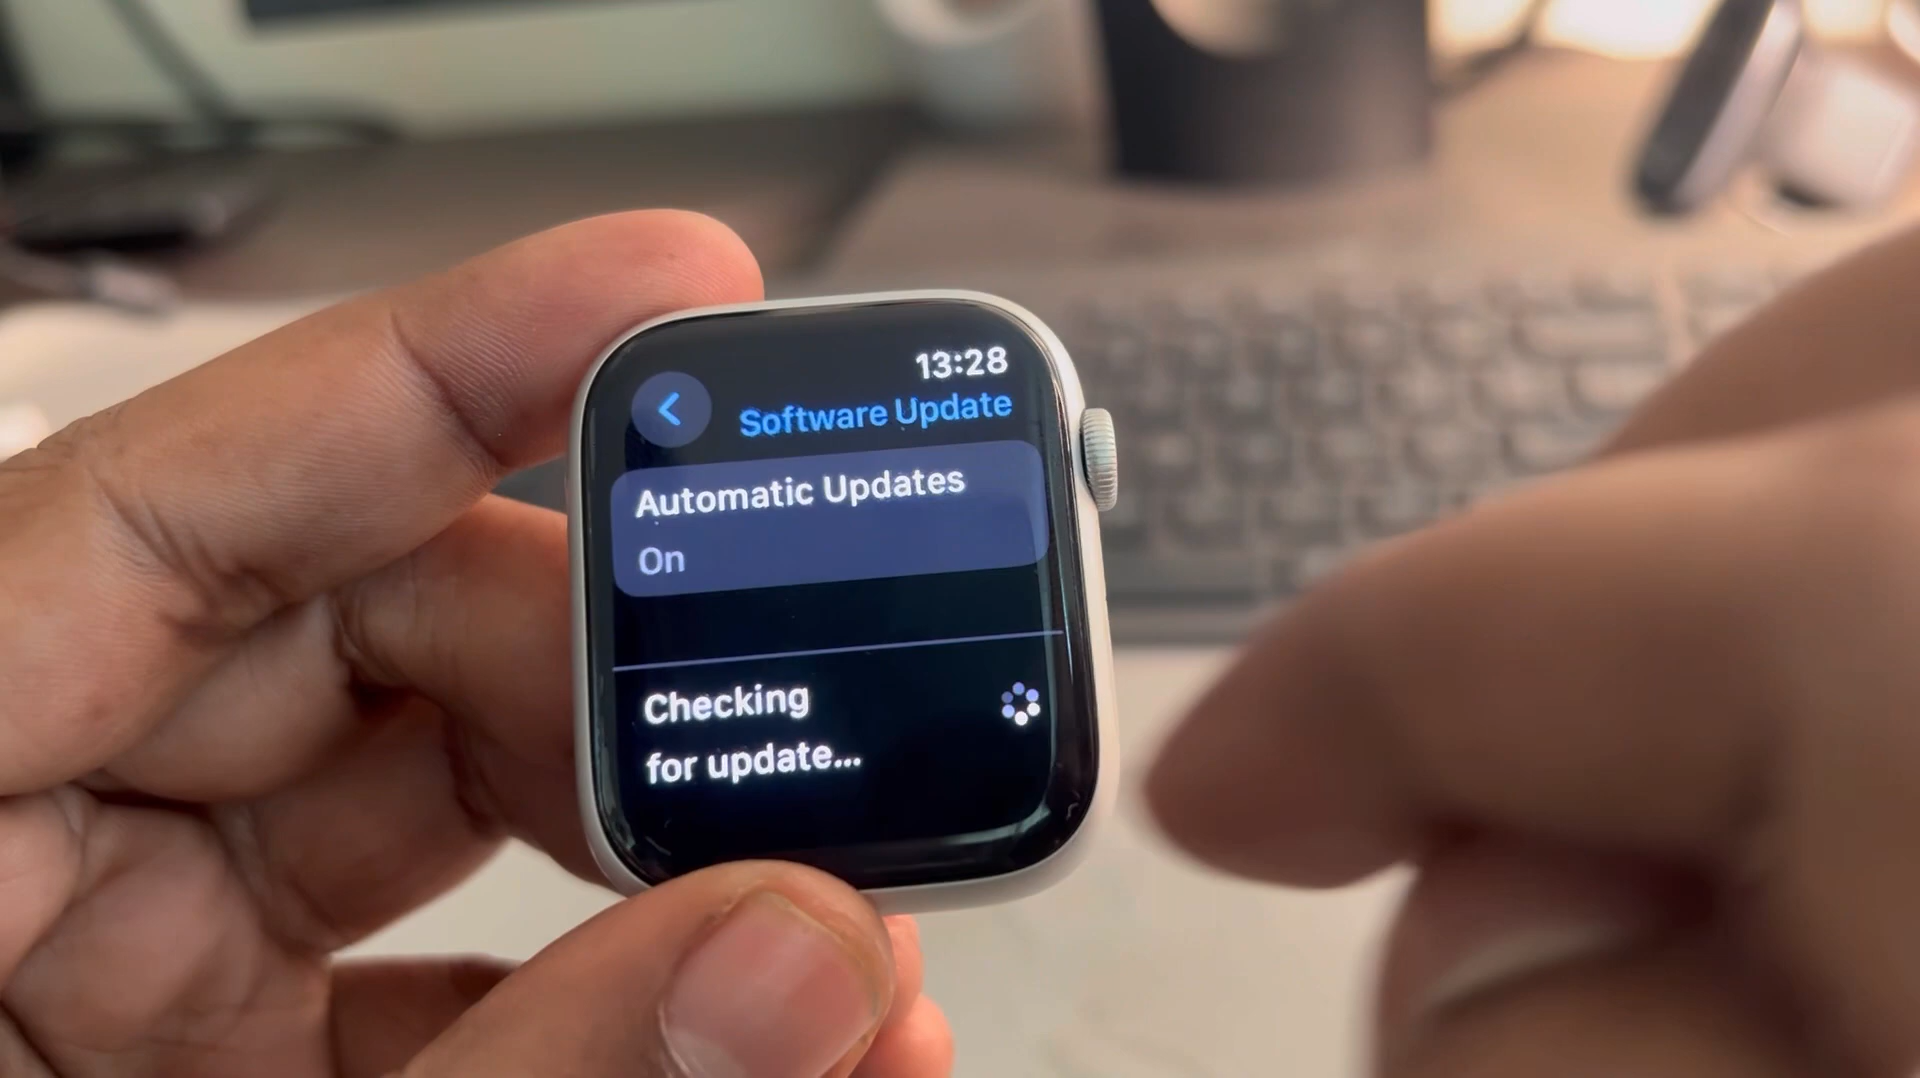 13:28
Software Update
Automatic Updates
On
Checking
for update...